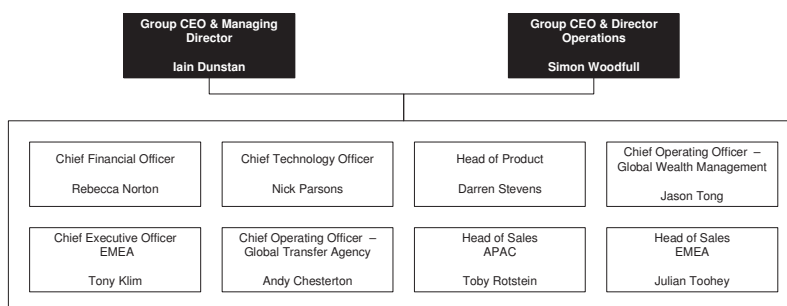 Group CEO & Managing
Director
Iain Dunstan
Group CEO & Director
Operations
Simon Woodfull
Chief Financial Officer
Rebecca Norton
Chief Technology Officer
Nick Parsons
Head of Product
Darren Stevens
Chief Operating Officer –
Global Wealth Management
Jason Tong
Chief Executive Officer
EMEA
Tony Klim
Chief Operating Officer –
Global Transfer Agency
Andy Chesterton
Head of Sales
APAC
Toby Rotstein
Head of Sales
EMEA
Julian Toohey